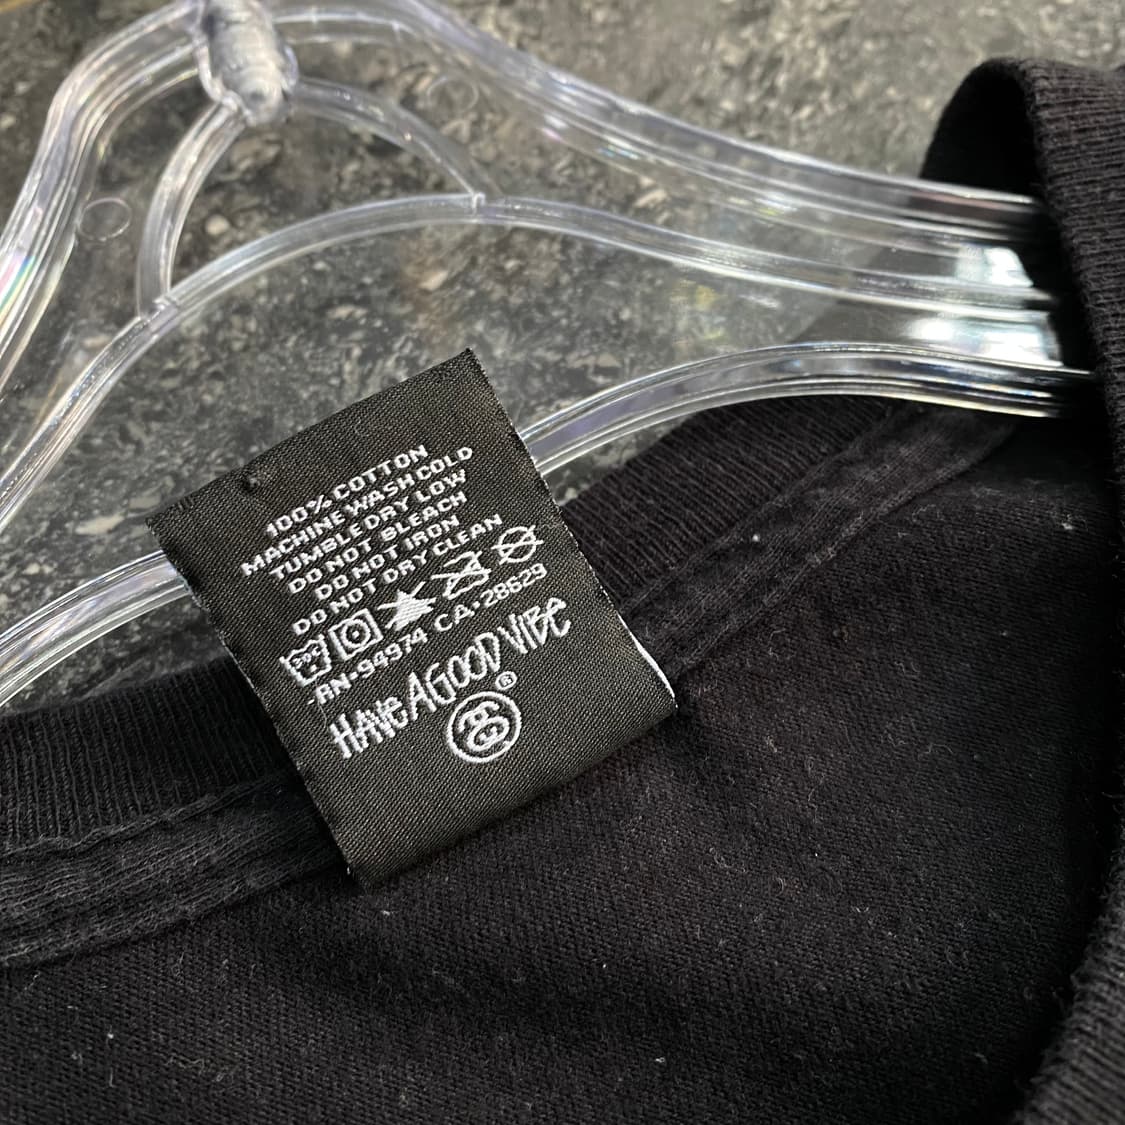 100% COTTON
MACHINE WASH COLD
TUMBLE DRY LOW
DO NOT BLEACH
DO NOT IRON
DO NOT DRY CLEAN
30C
RN•94974 CA•28629
HAVE A GOOD VIBE
®